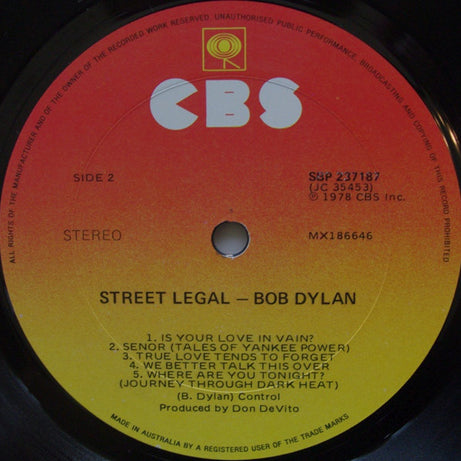 ALL RIGHTS OF THE MANUFACTURER AND OF THE OWNER OF THE RECORDED WORK RESERVED. UNAUTHORISED PUBLIC PERFORMANCE, BROADCASTING AND COPYING OF THIS RECORD PROHIBITED
CBS
SIDE 2
SBP 237187
(JC 35453)
℗ 1978 CBS Inc.
STEREO
MX186646
STREET LEGAL — BOB DYLAN
1. IS YOUR LOVE IN VAIN?
2. SENOR (TALES OF YANKEE POWER)
3. TRUE LOVE TENDS TO FORGET
4. WE BETTER TALK THIS OVER
5. WHERE ARE YOU TONIGHT?
(JOURNEY THROUGH DARK HEAT)
(B. Dylan) Control
Produced by Don DeVito
MADE IN AUSTRALIA BY A REGISTERED USER OF THE TRADE MARKS